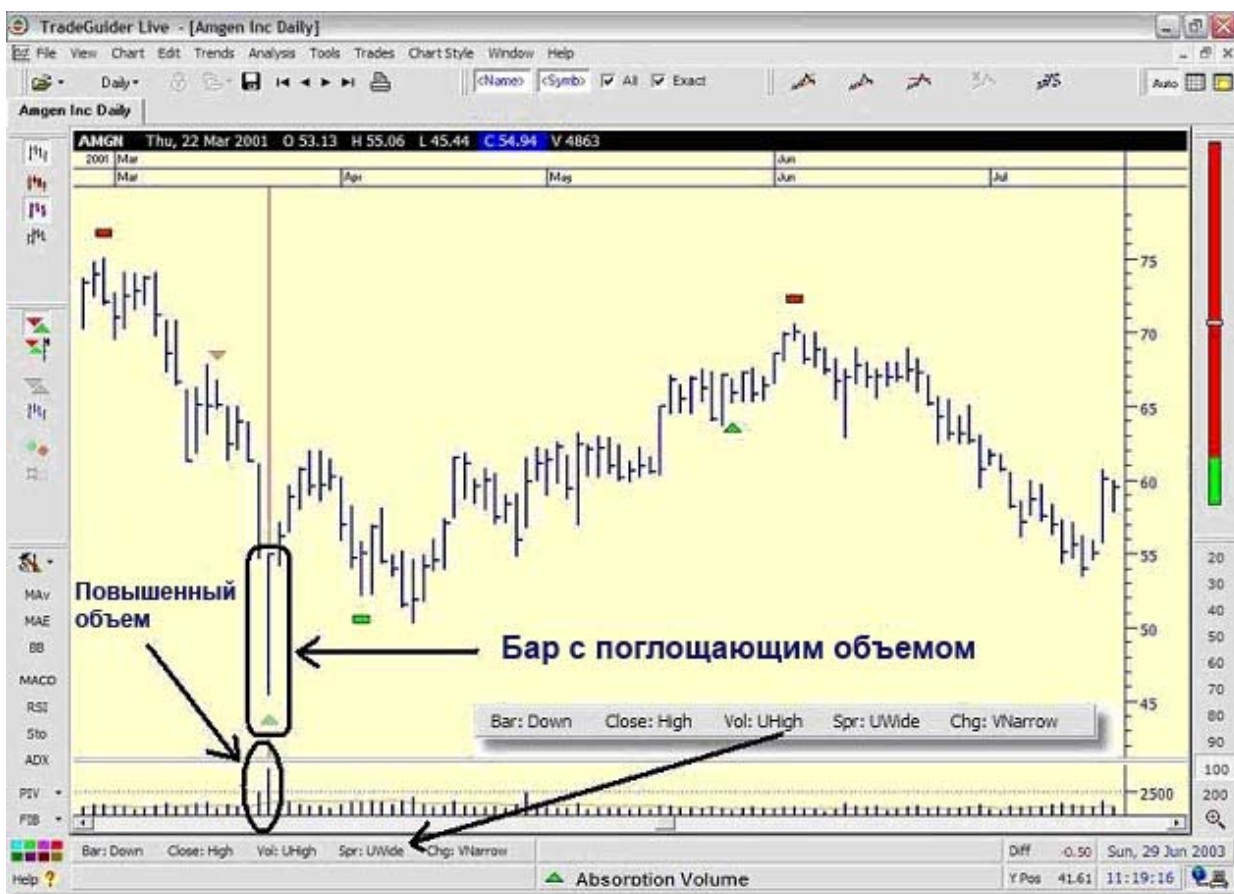 TradeGuider Live - [Amgen Inc Daily]
File View Chart Edit Trends Analysis Tools Trades Chart Style Window Help
Daily <Name> <Symb> All Exact Auto
Amgen Inc Daily
AMGN Thu, 22 Mar 2001 O 53.13 H 55.06 L 45.44 C 54.94 V 4863
2001 Mar Jun
Mar Apr May Jun Jul
75
70
65
60
55
50
45
2500
Повышенный
объем
Бар с поглощающим объемом
Bar: Down Close: High Vol: UHigh Spr: UWide Chg: VNarrow
MAv
MAE
BB
MACD
RSI
Sto
ADX
PIV
FIB
20
30
40
50
60
70
80
90
100
200
Bar: Down Close: High Vol: UHigh Spr: UWide Chg: VNarrow
Diff -0.50 Sun, 29 Jun 2003
Help ? Absorption Volume Y Pos 41.61 11:19:16